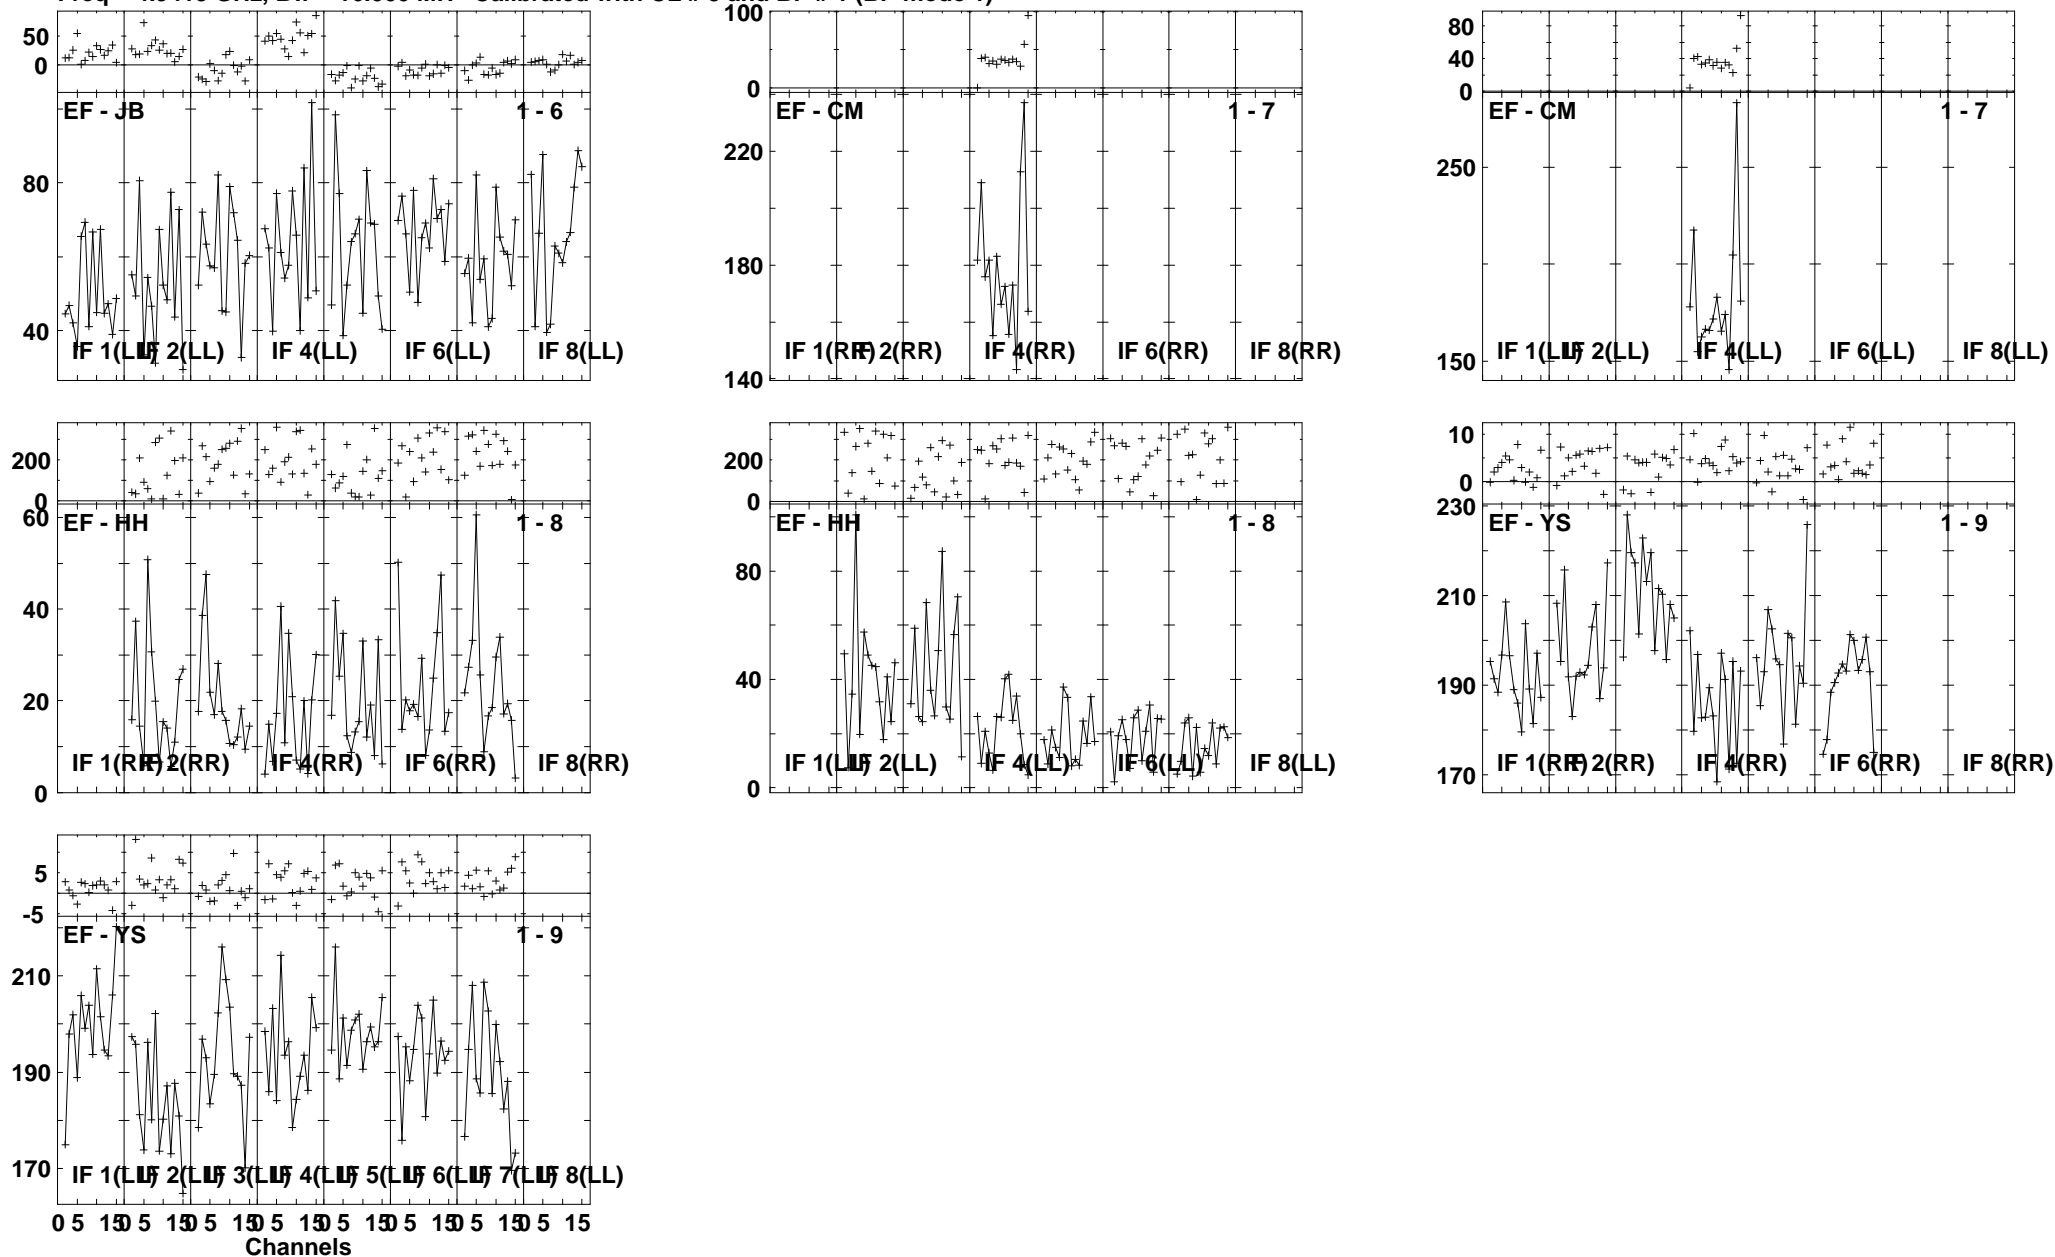 50
0
EF - JB
1 - 6
80
40
IF 1(LL)
IF 2(LL)
IF 4(LL)
IF 6(LL)
IF 8(LL)
100
0
EF - CM
1 - 7
220
180
140
IF 1(RR)
IF 2(RR)
IF 4(RR)
IF 6(RR)
IF 8(RR)
80
40
0
EF - CM
1 - 7
250
150
IF 1(LL)
IF 2(LL)
IF 4(LL)
IF 6(LL)
IF 8(LL)
200
0
60
EF - HH
1 - 8
40
20
0
IF 1(RR)
IF 2(RR)
IF 4(RR)
IF 6(RR)
IF 8(RR)
200
0
EF - HH
1 - 8
80
40
0
IF 1(LL)
IF 2(LL)
IF 4(LL)
IF 6(LL)
IF 8(LL)
10
0
230
EF - YS
1 - 9
210
190
170
IF 1(RR)
IF 2(RR)
IF 4(RR)
IF 6(RR)
IF 8(RR)
5
-5
EF - YS
1 - 9
210
190
170
IF 1(LL)
IF 2(LL)
IF 3(LL)
IF 4(LL)
IF 5(LL)
IF 6(LL)
IF 7(LL)
IF 8(LL)
0 5 15 0 5 15 0 5 15 0 5 15 0 5 15 0 5 15 0 5 15 0 5 15
Channels